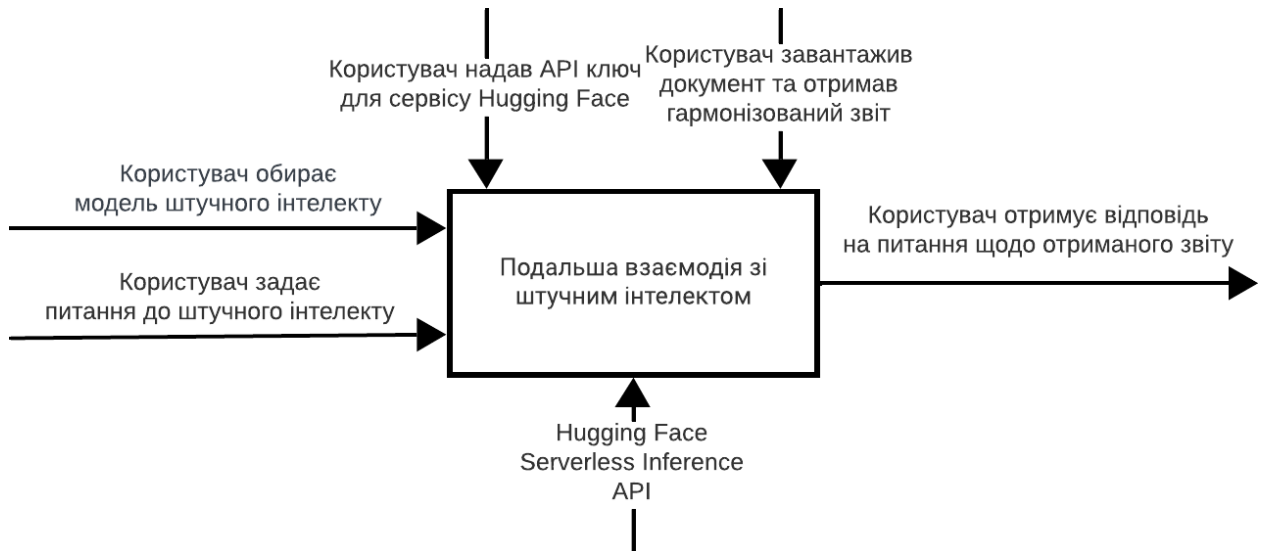 Користувач надав API ключ
для сервісу Hugging Face
Користувач завантажив
документ та отримав
гармонізований звіт
Користувач обирає
модель штучного інтелекту
Користувач задає
питання до штучного інтелекту
Подальша взаємодія зі
штучним інтелектом
Користувач отримує відповідь
на питання щодо отриманого звіту
Hugging Face
Serverless Inference
API